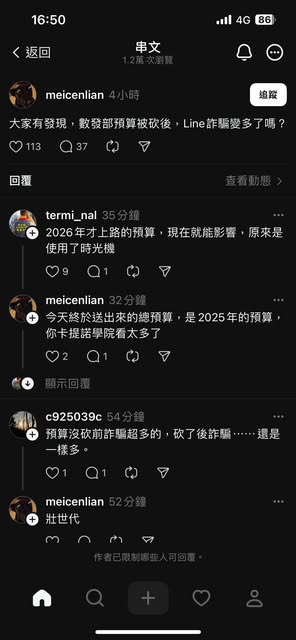 16:50
4G 86
返回
串文
1.2萬 次瀏覽
meicenlian 4小時
追蹤
大家有發現，數發部預算被砍後，Line詐騙變多了嗎？
113 37
回覆
查看動態
termi_nal 35分鐘
2026年才上路的預算，現在就能影響，原來是
使用了時光機
9 1
meicenlian 32分鐘
今天終於送出來的總預算，是2025年的預算，
你卡提諾學院看太多了
2 1
顯示回覆
c925039c 54分鐘
預算沒砍前詐騙超多的，砍了後詐騙⋯⋯還是
一樣多。
1 1
meicenlian 52分鐘
壯世代
作者已限制哪些人可回覆。